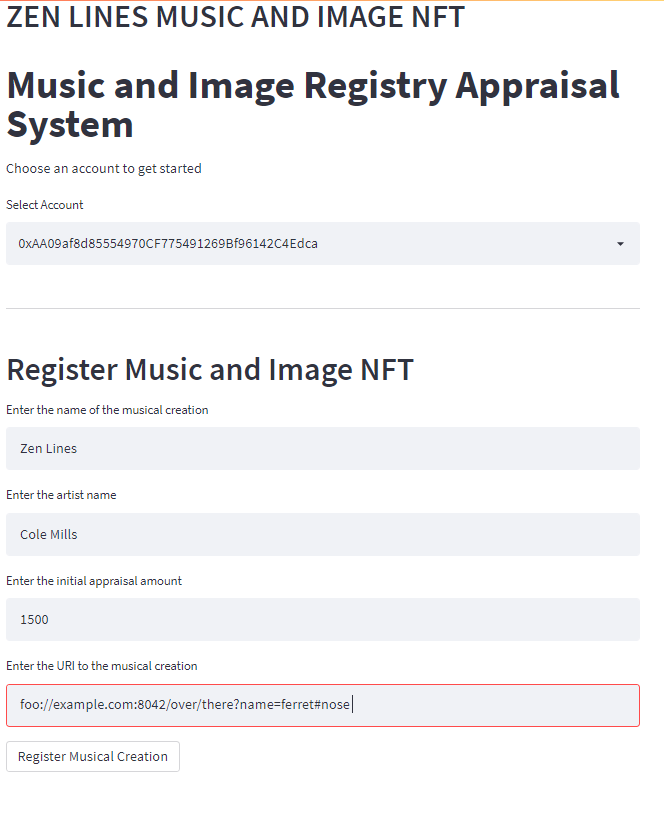 ZEN LINES MUSIC AND IMAGE NFT
Music and Image Registry Appraisal
System
Choose an account to get started
Select Account
0xAA09af8d85554970CF775491269Bf96142C4Edca
Register Music and Image NFT
Enter the name of the musical creation
Zen Lines
Enter the artist name
Cole Mills
Enter the initial appraisal amount
1500
Enter the URI to the musical creation
foo://example.com:8042/over/there?name=ferret#nose
Register Musical Creation